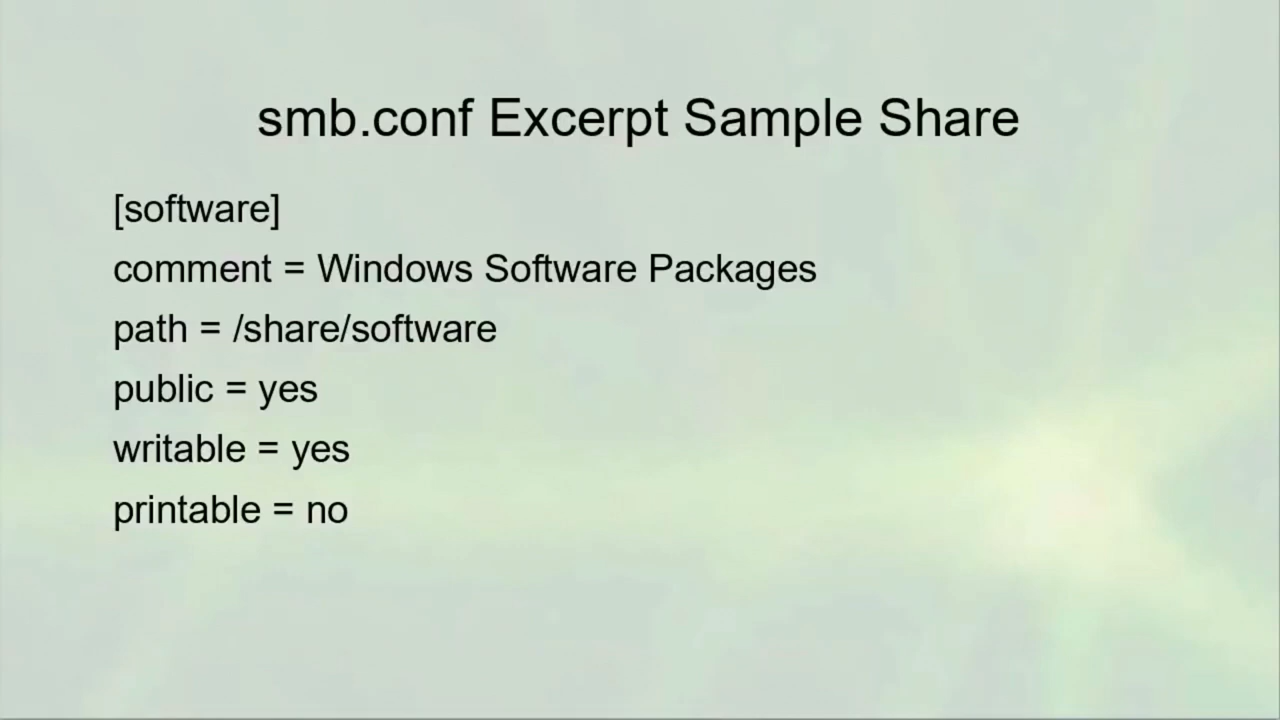 smb.conf Excerpt Sample Share
[software]
comment = Windows Software Packages
path = /share/software
public = yes
writable = yes
printable = no